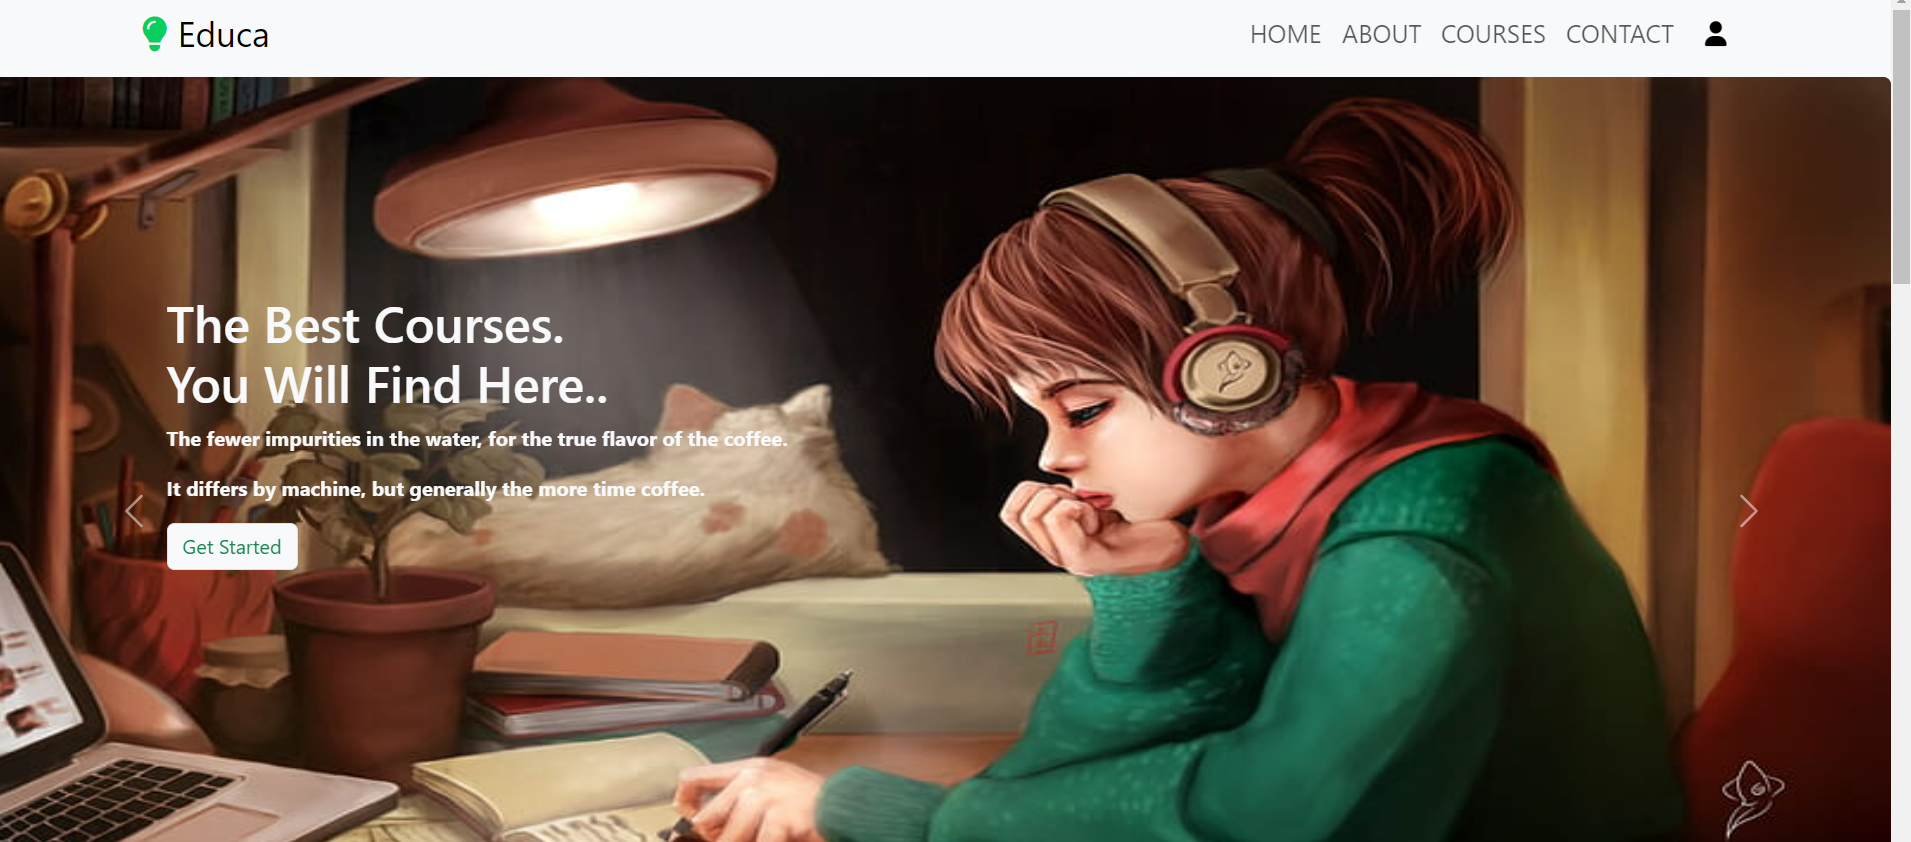 Educa
HOME ABOUT COURSES CONTACT
The Best Courses.
You Will Find Here..
The fewer impurities in the water, for the true flavor of the coffee.
It differs by machine, but generally the more time coffee.
Get Started